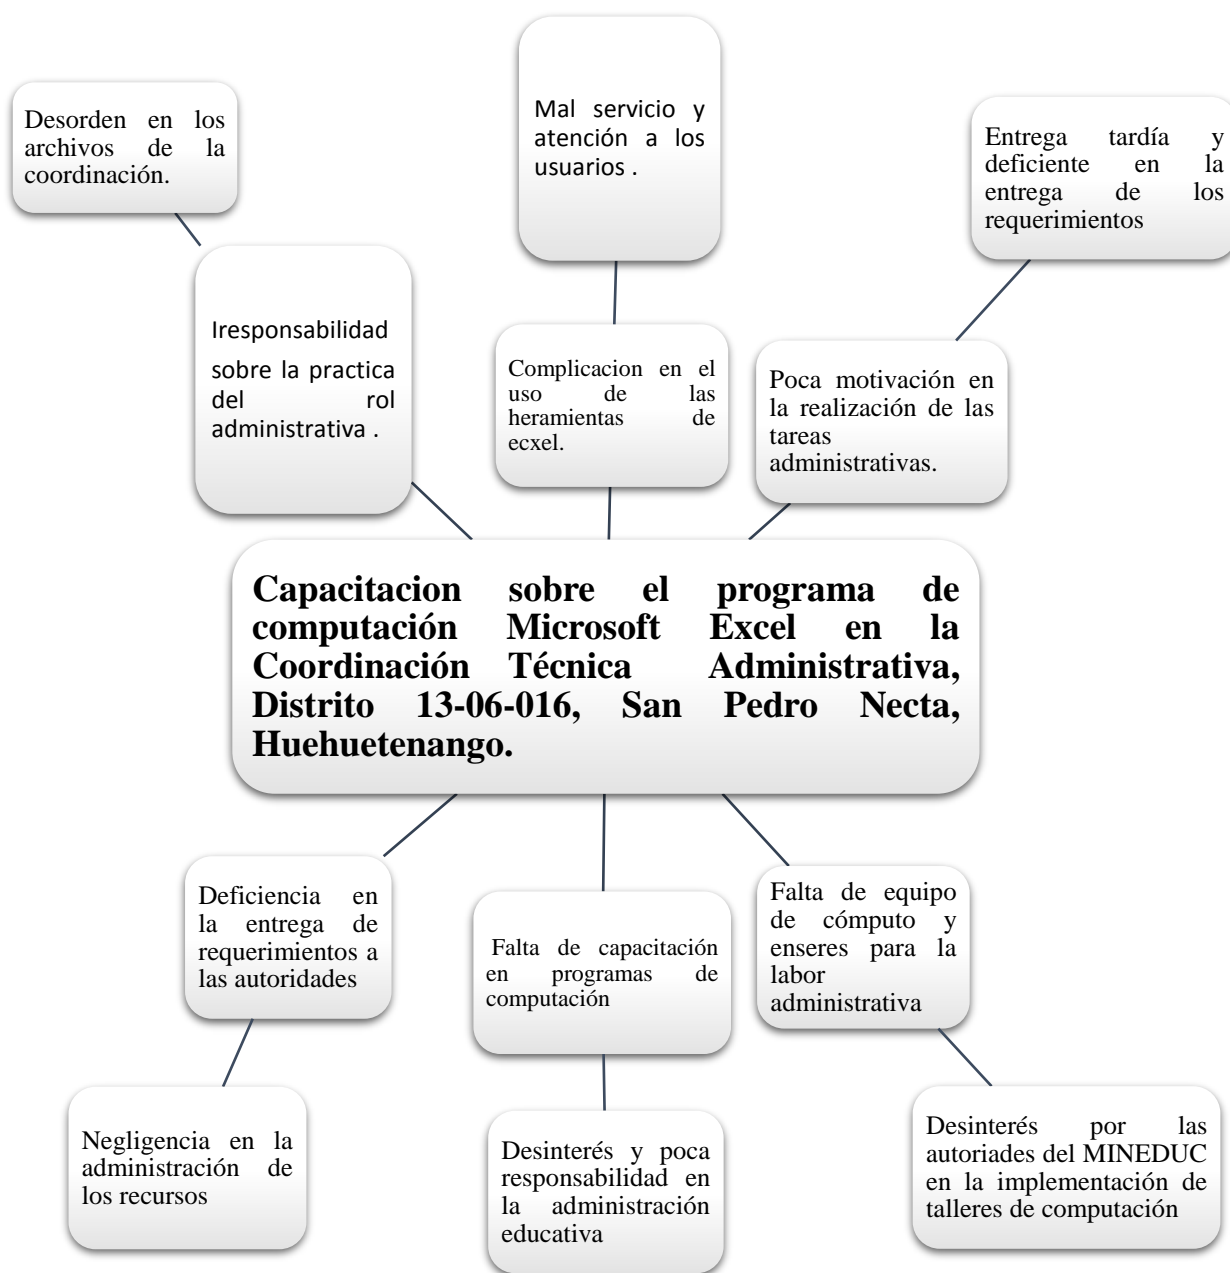 Mal servicio y
atención a los
usuarios .
Desorden en los
archivos de la
coordinación.
Entrega tardía y
deficiente en la
entrega de los
requerimientos
Iresponsabilidad
sobre la practica
del rol
administrativa .
Complicacion en el
uso de las
heramientas de
ecxel.
Poca motivación en
la realización de las
tareas
administrativas.
Capacitacion sobre el programa de
computación Microsoft Excel en la
Coordinación Técnica Administrativa,
Distrito 13-06-016, San Pedro Necta,
Huehuetenango.
Deficiencia en
la entrega de
requerimientos a
las autoridades
Falta de capacitación
en programas de
computación
Falta de equipo
de cómputo y
enseres para la
labor
administrativa
Negligencia en la
administración de
los recursos
Desinterés y poca
responsabilidad en
la administración
educativa
Desinterés por las
autoriades del MINEDUC
en la implementación de
talleres de computación